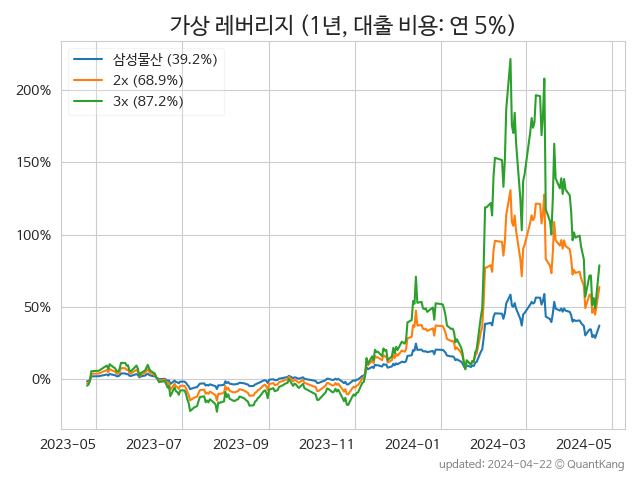 가상 레버리지 (1년, 대출 비용: 연 5%)
삼성물산 (39.2%)
2x (68.9%)
3x (87.2%)
200%
150%
100%
50%
0%
2023-05 2023-07 2023-09 2023-11 2024-01 2024-03 2024-05
updated: 2024-04-22 © QuantKang